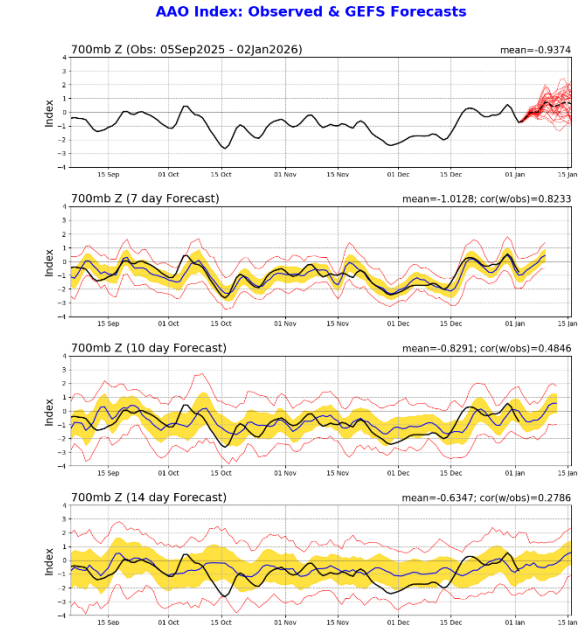 AAO Index: Observed & GEFS Forecasts
700mb Z (Obs: 05Sep2025 - 02Jan2026) mean=-0.9374
4
3
2
1
0
−1
−2
−3
−4
Index
15 Sep 01 Oct 15 Oct 01 Nov 15 Nov 01 Dec 15 Dec 01 Jan 15 Jan
700mb Z (7 day Forecast) mean=-1.0128; cor(w/obs)=0.8233
4
3
2
1
0
−1
−2
−3
−4
Index
15 Sep 01 Oct 15 Oct 01 Nov 15 Nov 01 Dec 15 Dec 01 Jan 15 Jan
700mb Z (10 day Forecast) mean=-0.8291; cor(w/obs)=0.4846
4
3
2
1
0
−1
−2
−3
−4
Index
15 Sep 01 Oct 15 Oct 01 Nov 15 Nov 01 Dec 15 Dec 01 Jan 15 Jan
700mb Z (14 day Forecast) mean=-0.6347; cor(w/obs)=0.2786
4
3
2
1
0
−1
−2
−3
−4
Index
15 Sep 01 Oct 15 Oct 01 Nov 15 Nov 01 Dec 15 Dec 01 Jan 15 Jan